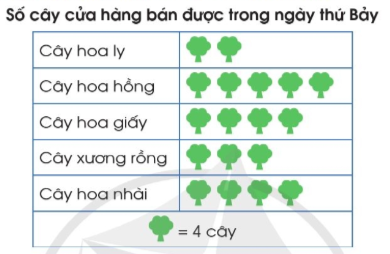 Số cây cửa hàng bán được trong ngày thứ Bảy
Cây hoa ly
Cây hoa hồng
Cây hoa giấy
Cây xương rồng
Cây hoa nhài
= 4 cây